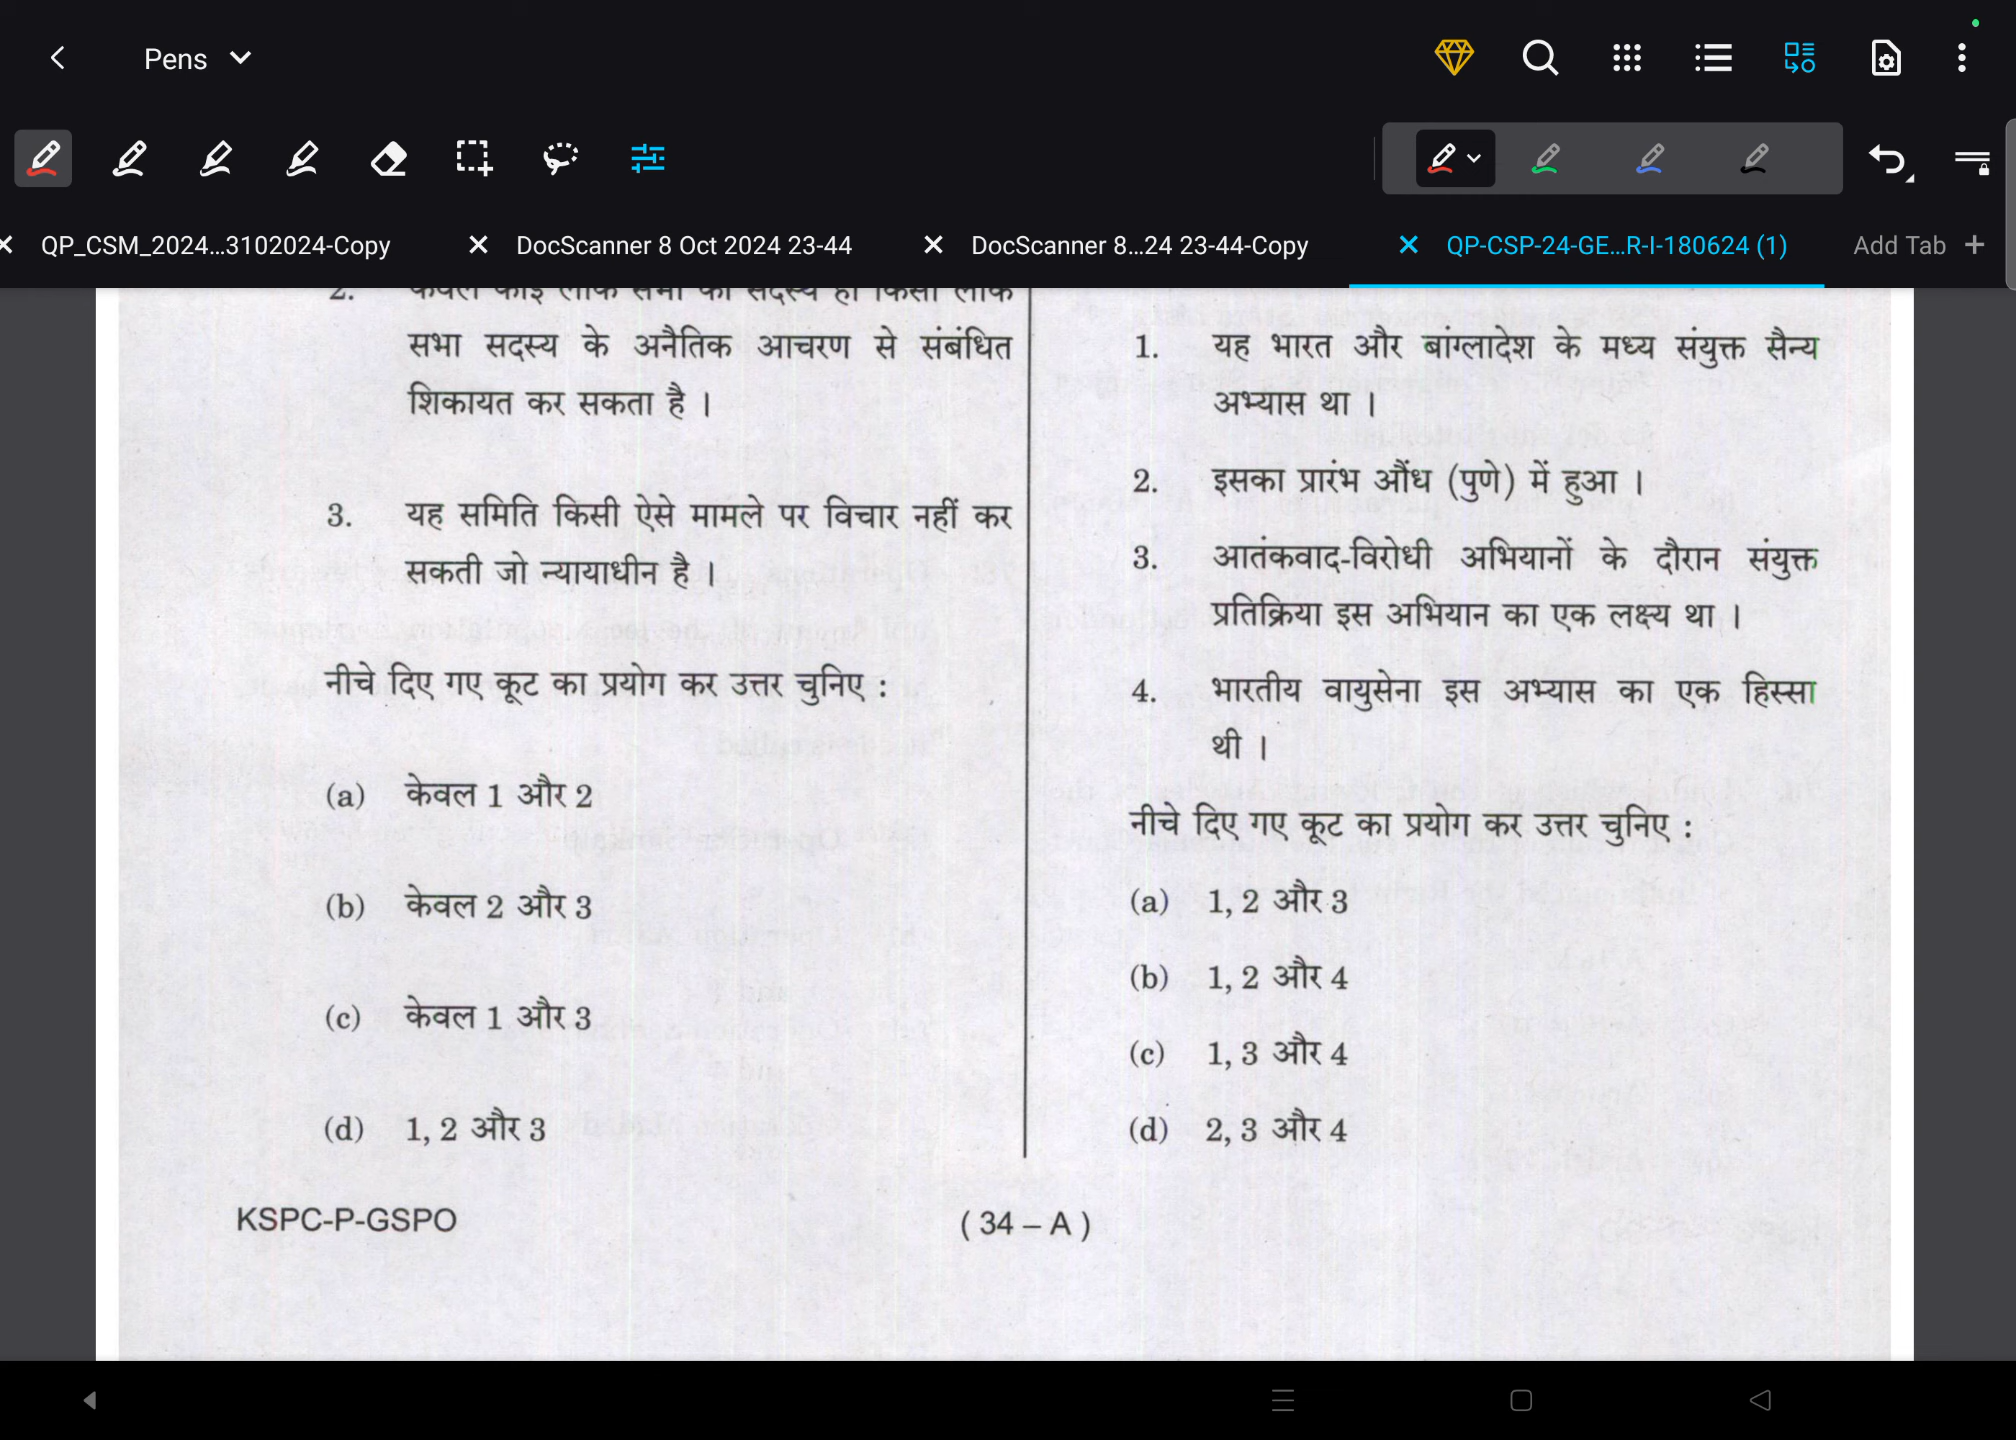 Pens
QP_CSM_2024...3102024-Copy
DocScanner 8 Oct 2024 23-44
DocScanner 8...24 23-44-Copy
QP-CSP-24-GE...R-I-180624 (1)
Add Tab +
2. केवल कोई लोक सभा का सदस्य ही किसी लोक
सभा सदस्य के अनैतिक आचरण से संबंधित
शिकायत कर सकता है ।
3. यह समिति किसी ऐसे मामले पर विचार नहीं कर
सकती जो न्यायाधीन है ।
नीचे दिए गए कूट का प्रयोग कर उत्तर चुनिए :
(a) केवल 1 और 2
(b) केवल 2 और 3
(c) केवल 1 और 3
(d) 1, 2 और 3
1. यह भारत और बांग्लादेश के मध्य संयुक्त सैन्य
अभ्यास था ।
2. इसका प्रारंभ औंध (पुणे) में हुआ ।
3. आतंकवाद-विरोधी अभियानों के दौरान संयुक्त
प्रतिक्रिया इस अभियान का एक लक्ष्य था ।
4. भारतीय वायुसेना इस अभ्यास का एक हिस्सा
थी ।
नीचे दिए गए कूट का प्रयोग कर उत्तर चुनिए :
(a) 1, 2 और 3
(b) 1, 2 और 4
(c) 1, 3 और 4
(d) 2, 3 और 4
KSPC-P-GSPO
( 34 – A )